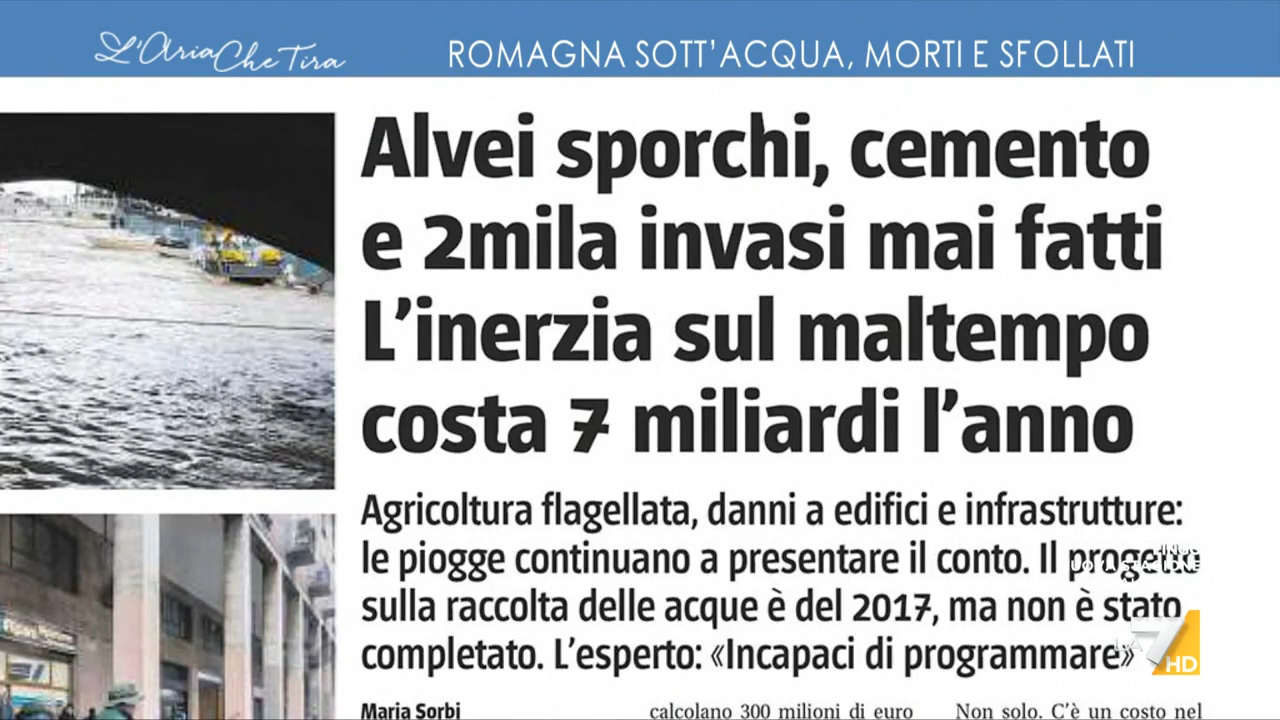 L'Aria Che Tira
ROMAGNA SOTT'ACQUA, MORTI E SFOLLATI
Alvei sporchi, cemento
e 2mila invasi mai fatti
L'inerzia sul maltempo
costa 7 miliardi l'anno
Agricoltura flagellata, danni a edifici e infrastrutture:
le piogge continuano a presentare il conto. Il
sulla raccolta delle acque è del 2017, ma non è stato
completato. L'esperto: «Incapaci di programmare»
LA 7 HD
Maria Sorbi
calcolano 300 milioni di euro
Non solo. C'è un costo nel